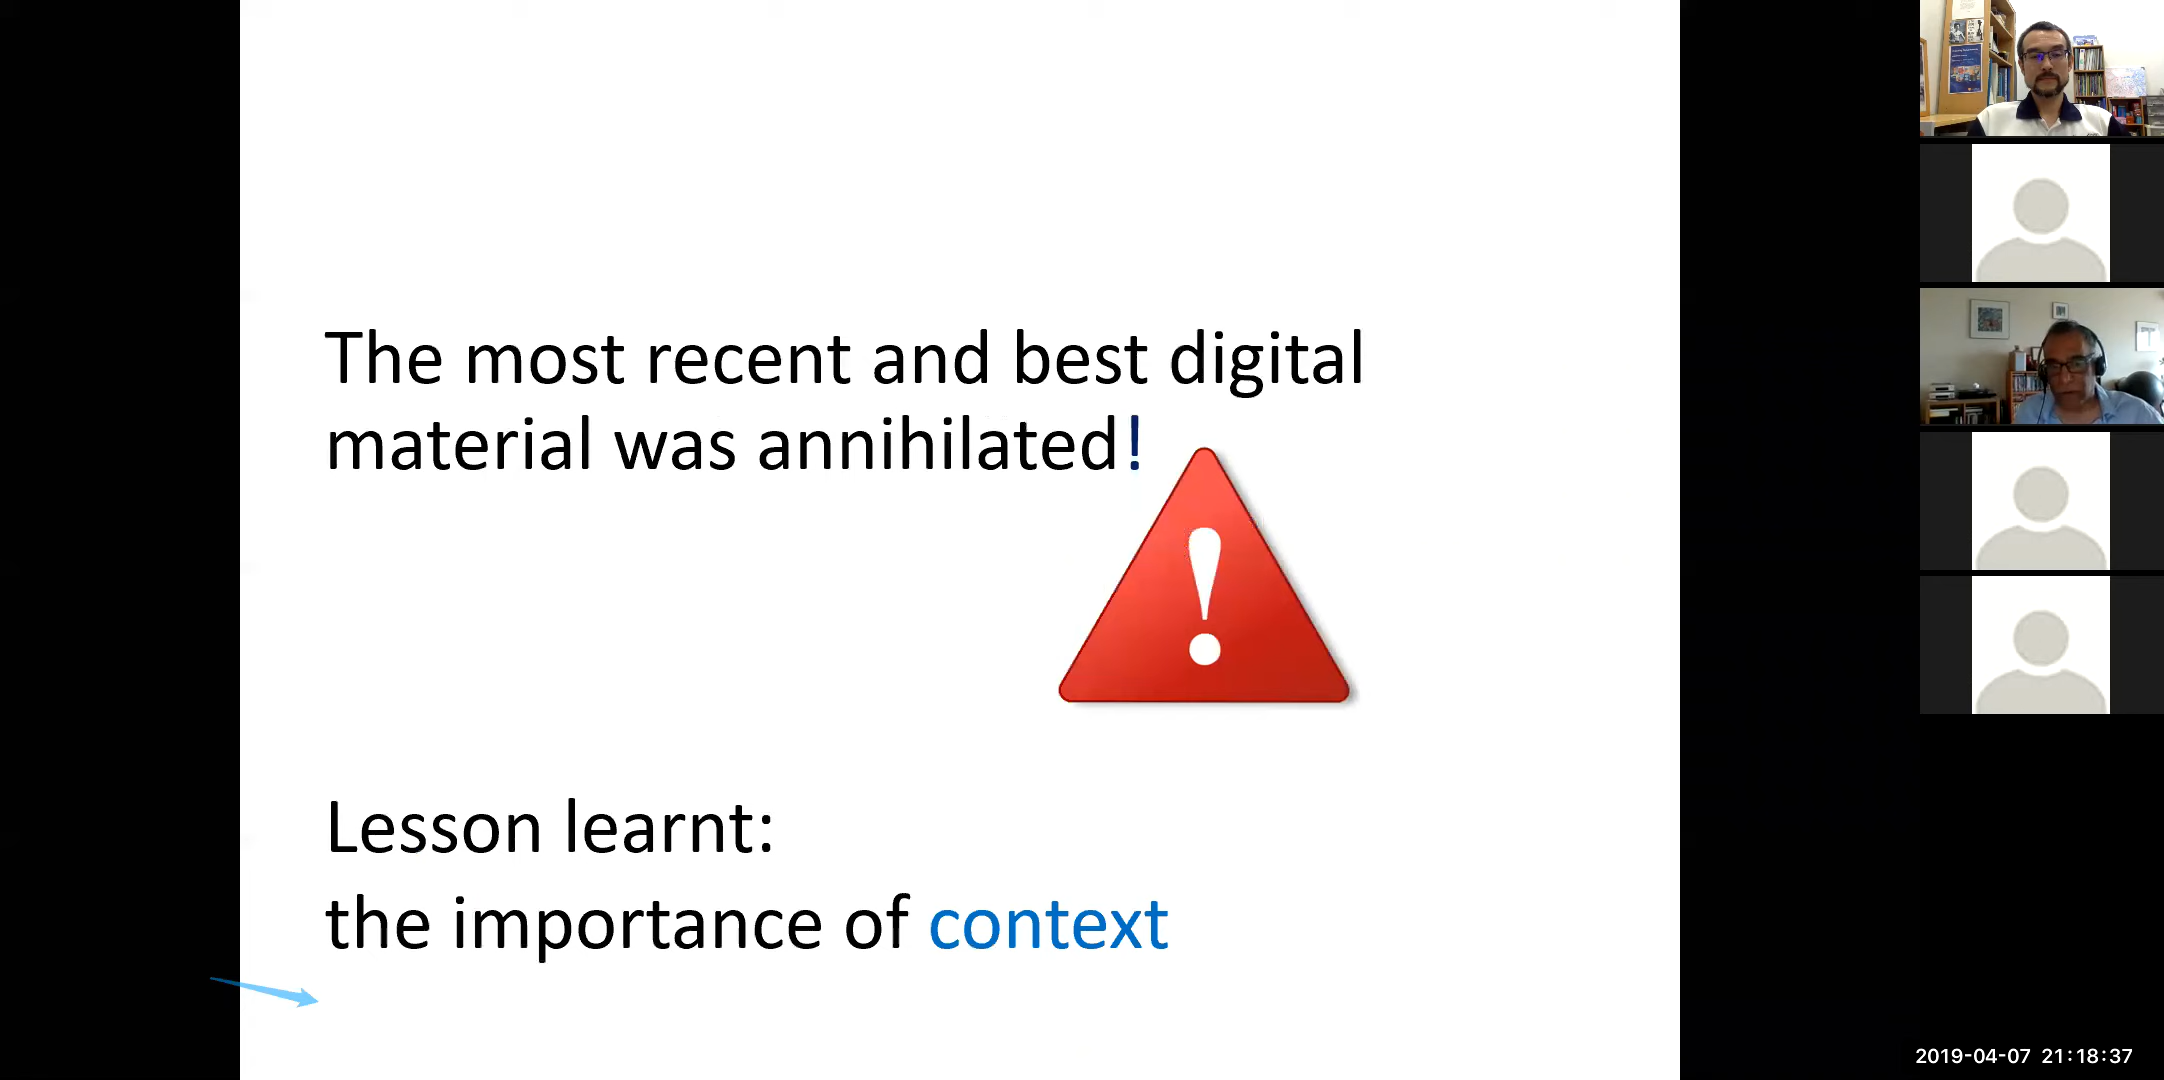 The most recent and best digital
material was annihilated!
!
Lesson learnt:
the importance of context
2019-04-07 21:18:37